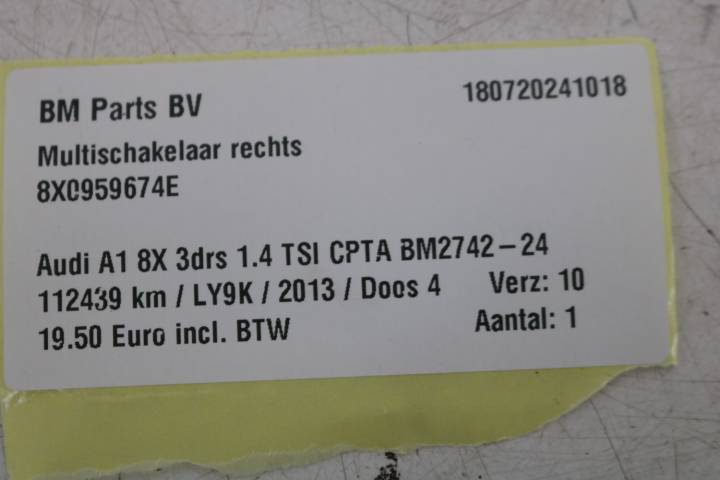 BM Parts BV 180720241018
Multischakelaar rechts
8X0959674E
Audi A1 8X 3drs 1.4 TSI CPTA BM2742-24
112439 km / LY9K / 2013 / Doos 4 Verz: 10
19.50 Euro incl. BTW Aantal: 1